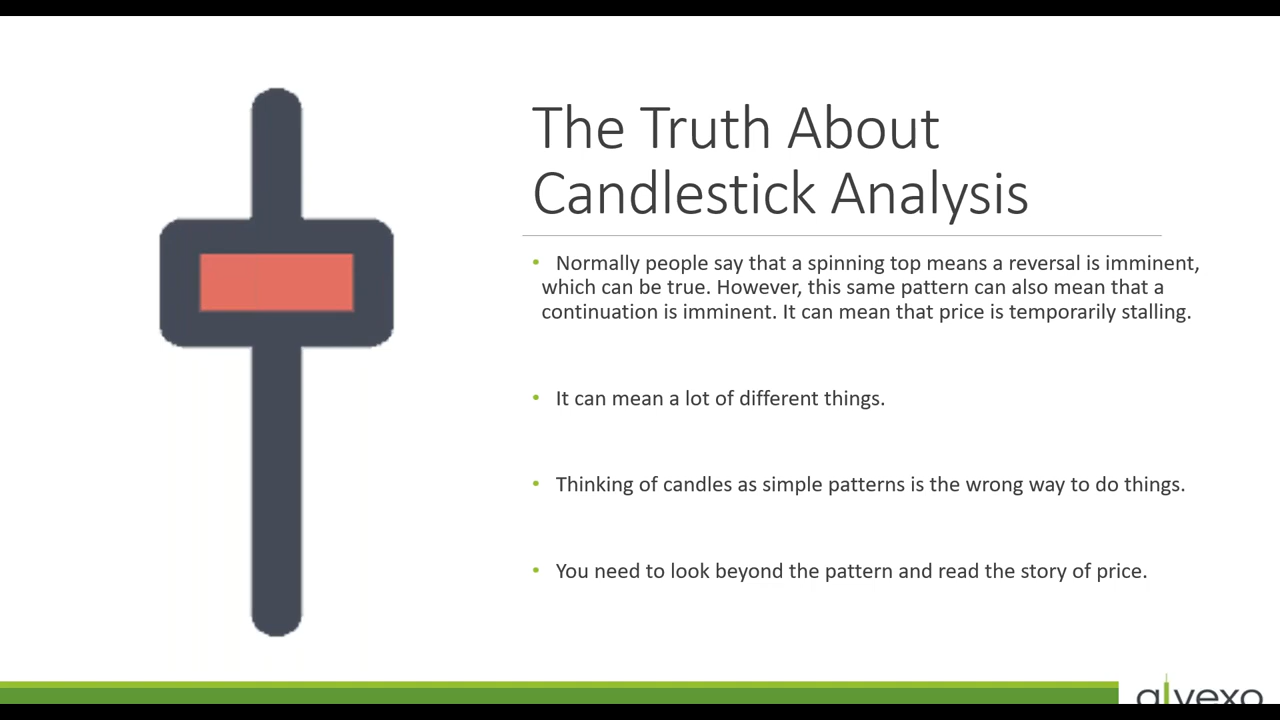 The Truth About
Candlestick Analysis
• Normally people say that a spinning top means a reversal is imminent,
which can be true. However, this same pattern can also mean that a
continuation is imminent. It can mean that price is temporarily stalling.
• It can mean a lot of different things.
• Thinking of candles as simple patterns is the wrong way to do things.
• You need to look beyond the pattern and read the story of price.
alvexo